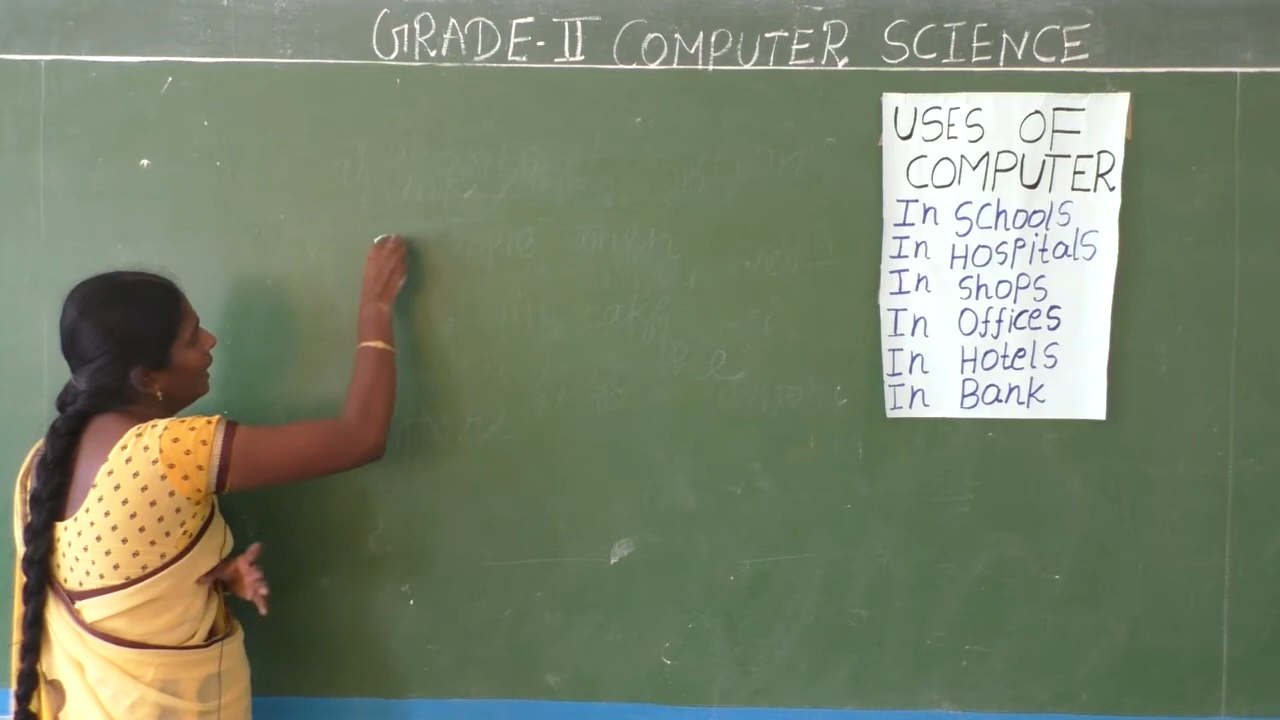 GRADE-II COMPUTER SCIENCE
USES OF
COMPUTER
In Schools
In Hospitals
In Shops
In Offices
In Hotels
In Bank